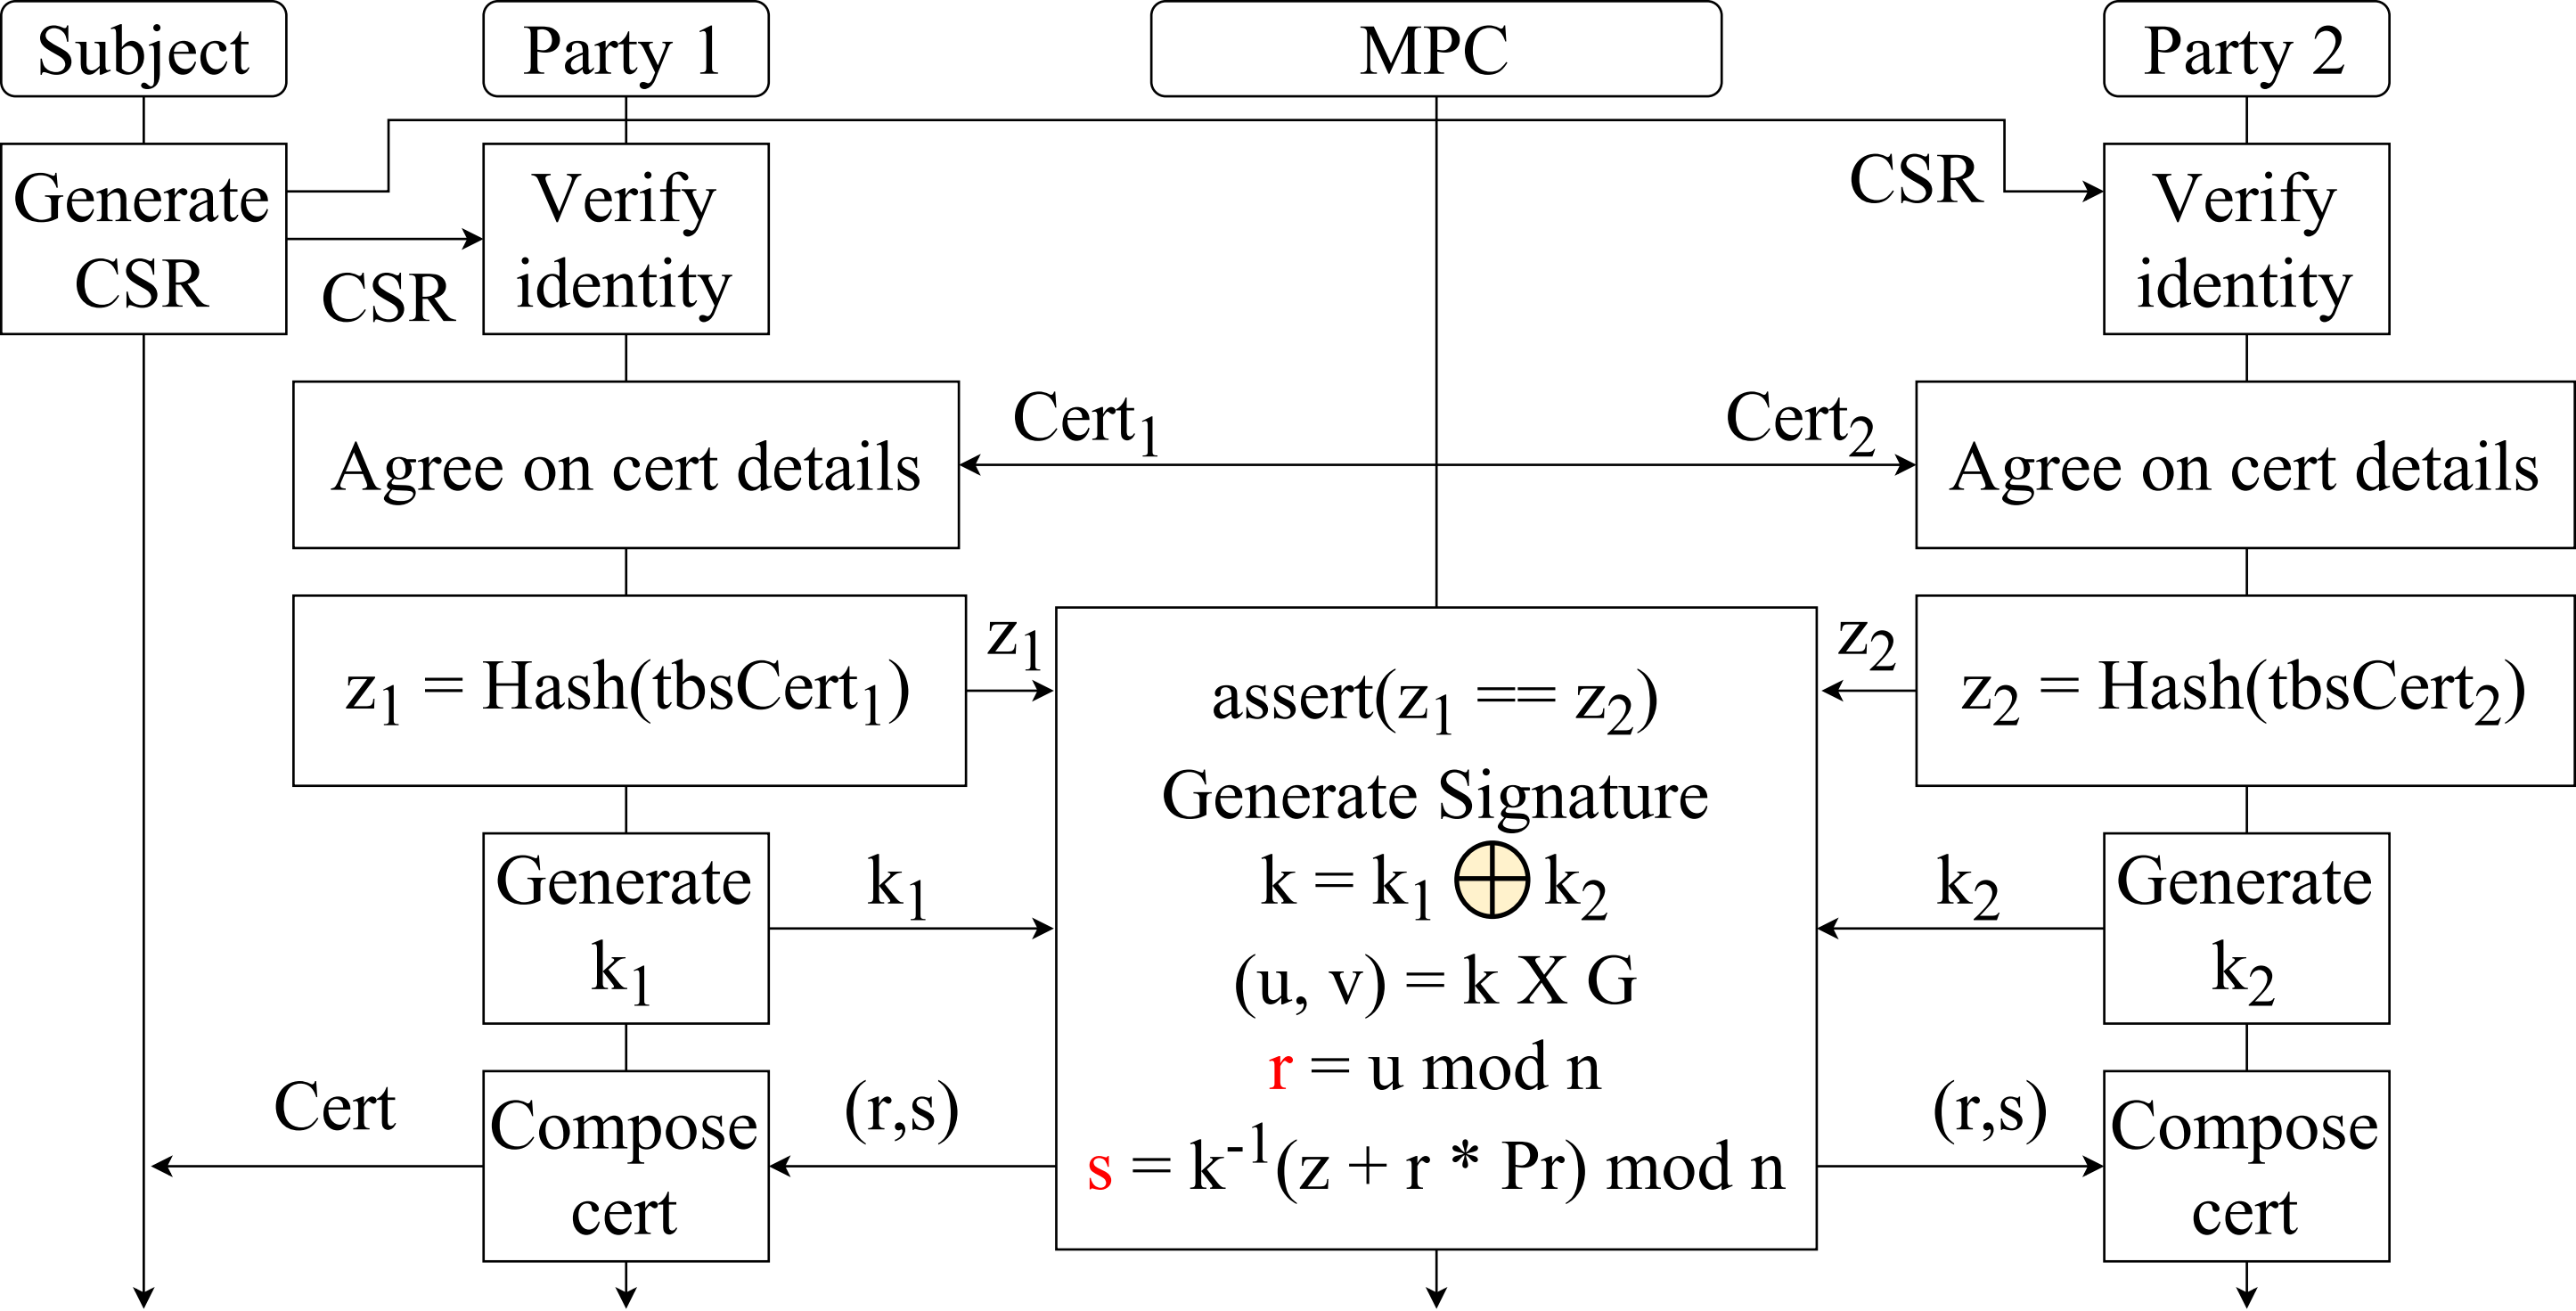 Subject
Party 1
MPC
Party 2
Generate
CSR
CSR
Verify
identity
CSR
Verify
identity
Agree on cert details
Cert₁
Cert₂
Agree on cert details
z₁ = Hash(tbsCert₁)
z₁
z₂
z₂ = Hash(tbsCert₂)
assert(z₁ == z₂)
Generate Signature
k = k₁ ⊕ k₂
(u, v) = k X G
r = u mod n
s = k⁻¹(z + r * Pr) mod n
Generate
k₁
k₁
k₂
Generate
k₂
Cert
Compose
cert
(r,s)
(r,s)
Compose
cert